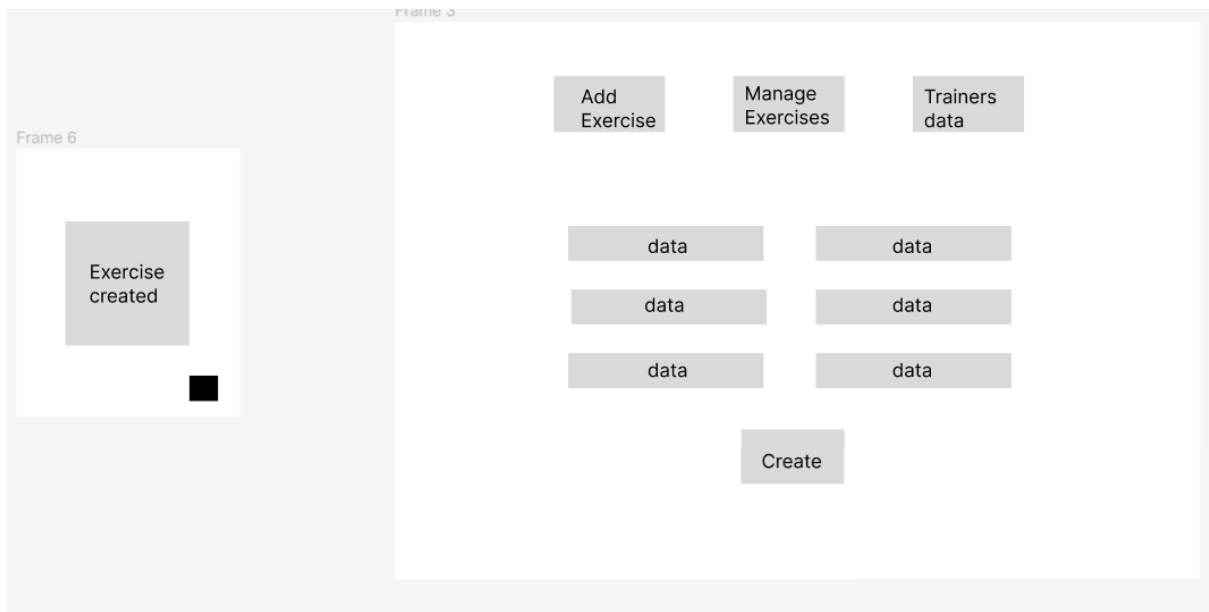 Frame 3
Add
Exercise
Manage
Exercises
Trainers
data
Frame 6
Exercise
created
data
data
data
data
data
data
Create